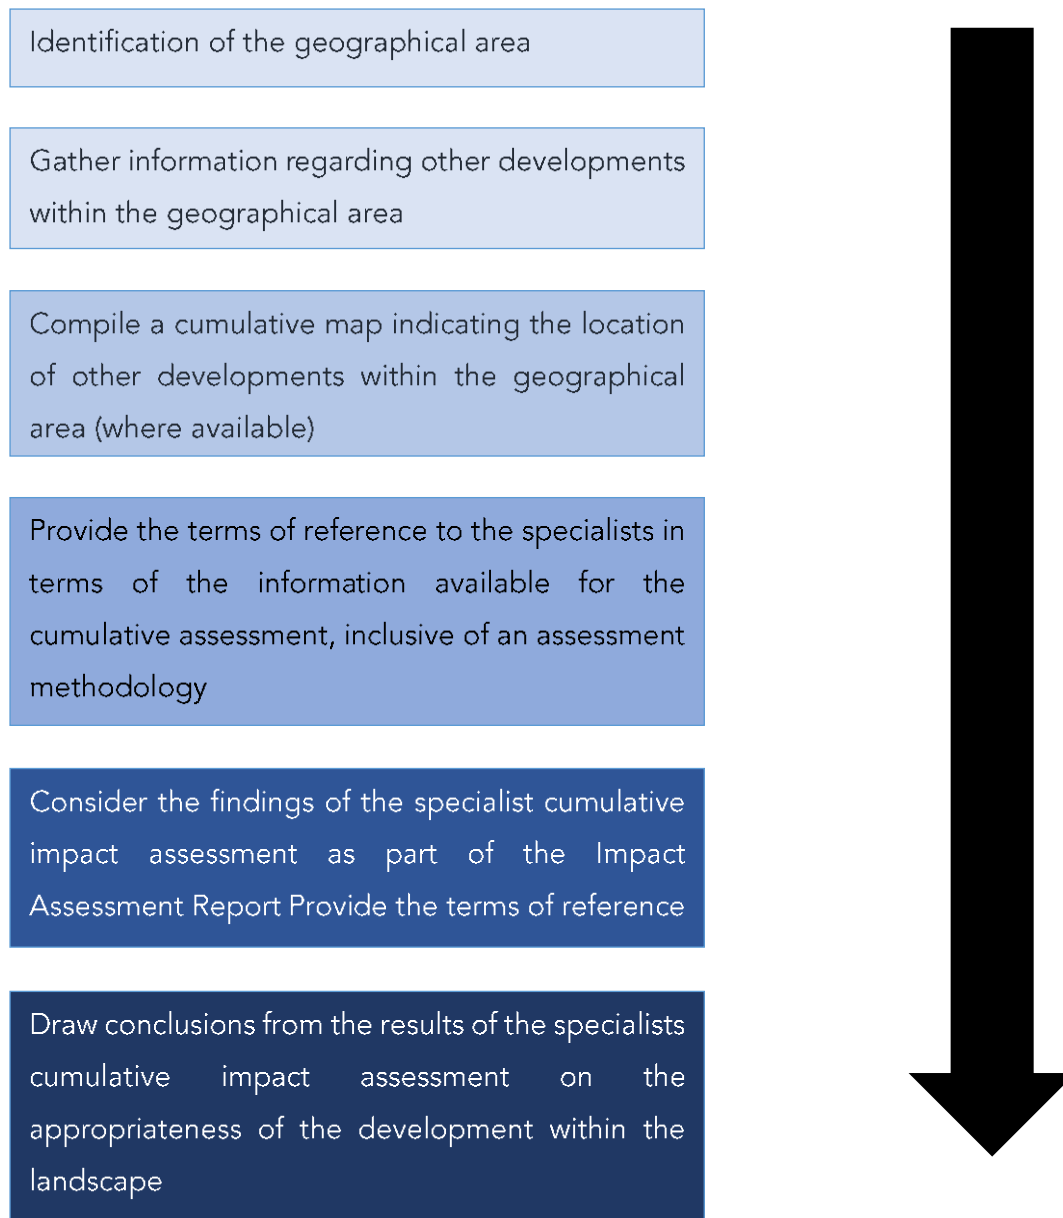 Identification of the geographical area
Gather information regarding other developments
within the geographical area
Compile a cumulative map indicating the location
of other developments within the geographical
area (where available)
Provide the terms of reference to the specialists in
terms of the information available for the
cumulative assessment, inclusive of an assessment
methodology
Consider the findings of the specialist cumulative
impact assessment as part of the Impact
Assessment Report Provide the terms of reference
Draw conclusions from the results of the specialists
cumulative impact assessment on the
appropriateness of the development within the
landscape